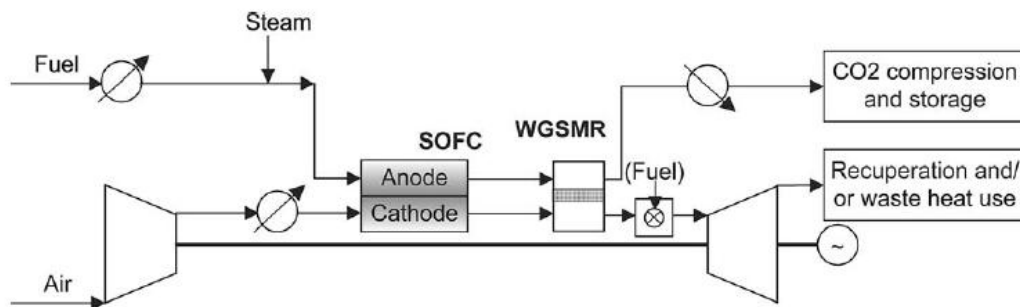 Steam
Fuel
CO2 compression
and storage
SOFC
WGSMR
Anode
Cathode
(Fuel)
Recuperation and/
or waste heat use
~
Air